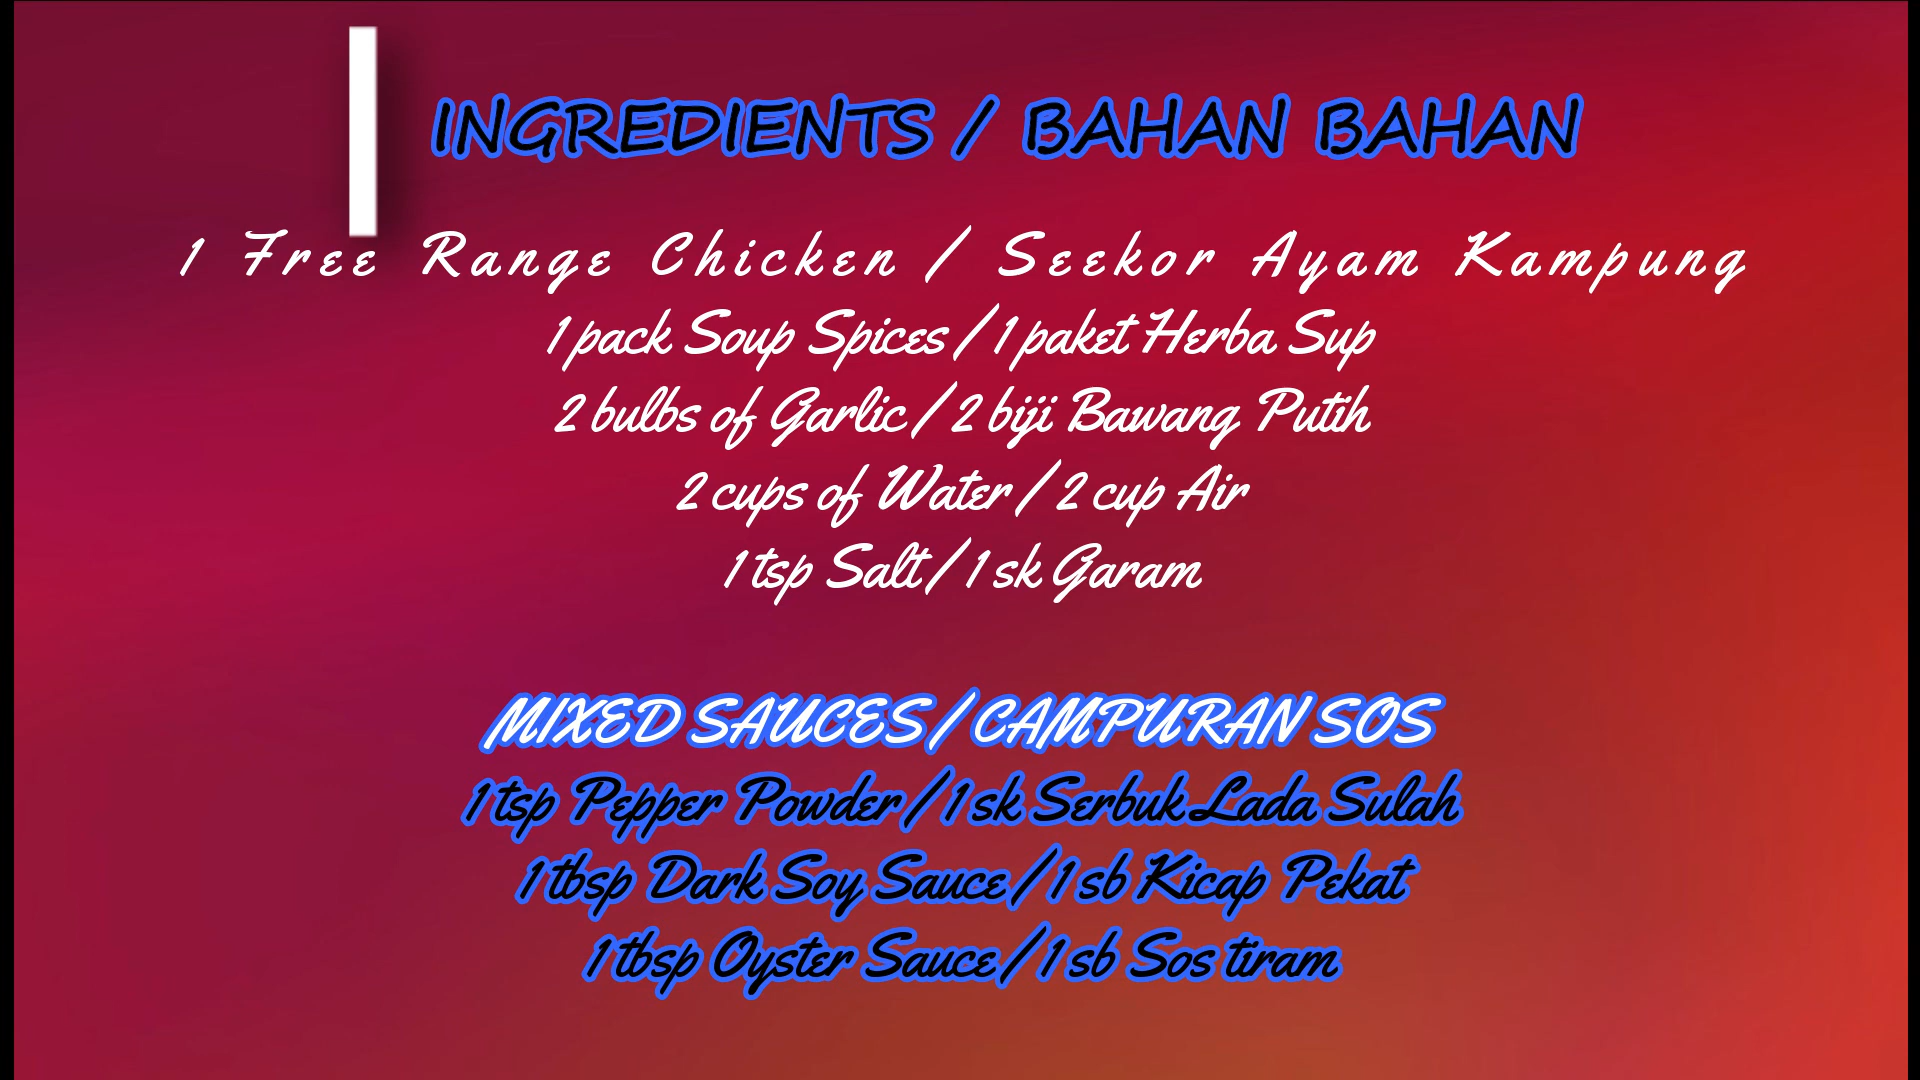 INGREDIENTS / BAHAN BAHAN
1 Free Range Chicken / Seekor Ayam Kampung
1 pack Soup Spices / 1 paket Herba Sup
2 bulbs of Garlic / 2 biji Bawang Putih
2 cups of Water / 2 cup Air
1 tsp Salt / 1 sk Garam
MIXED SAUCES / CAMPURAN SOS
1 tsp Pepper Powder / 1 sk Serbuk Lada Sulah
1 tbsp Dark Soy Sauce / 1 sb Kicap Pekat
1 tbsp Oyster Sauce / 1 sb Sos tiram